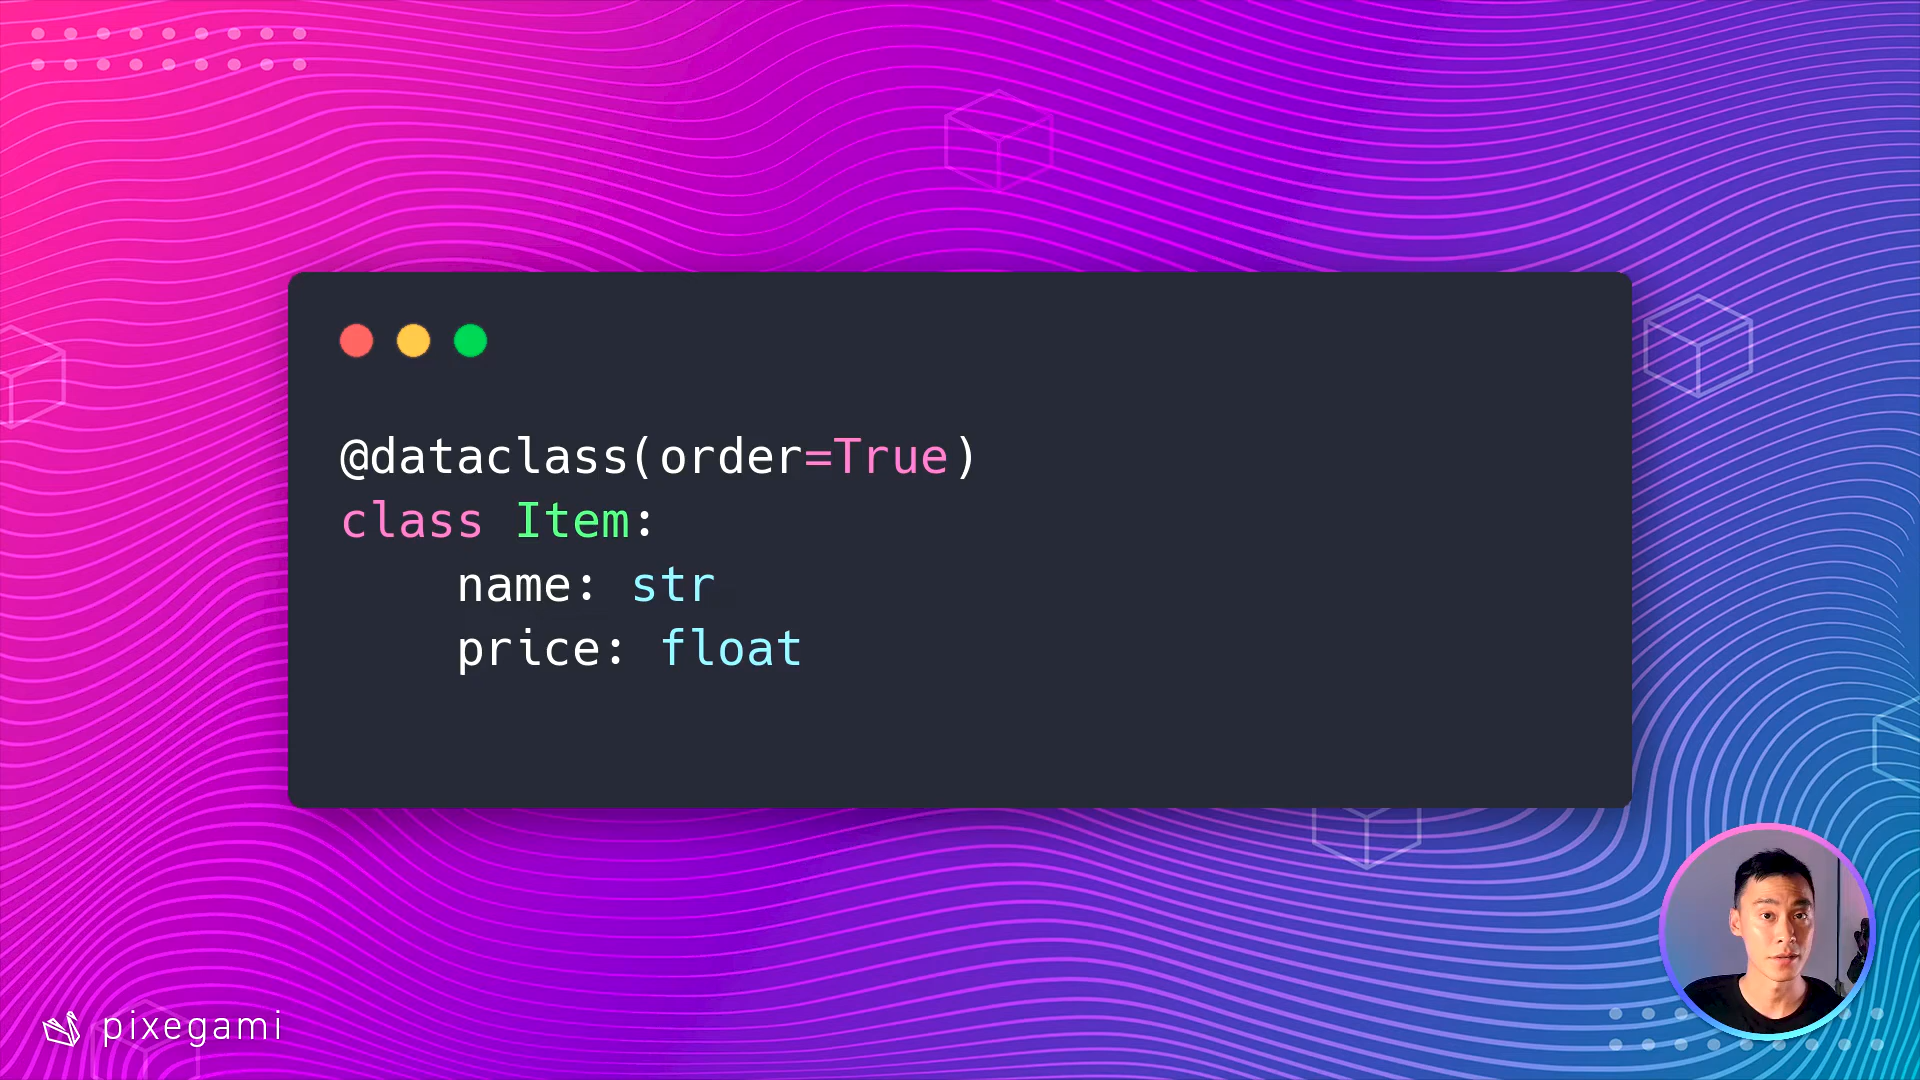 @dataclass(order=True)
class Item:
    name: str
    price: float
pixegami